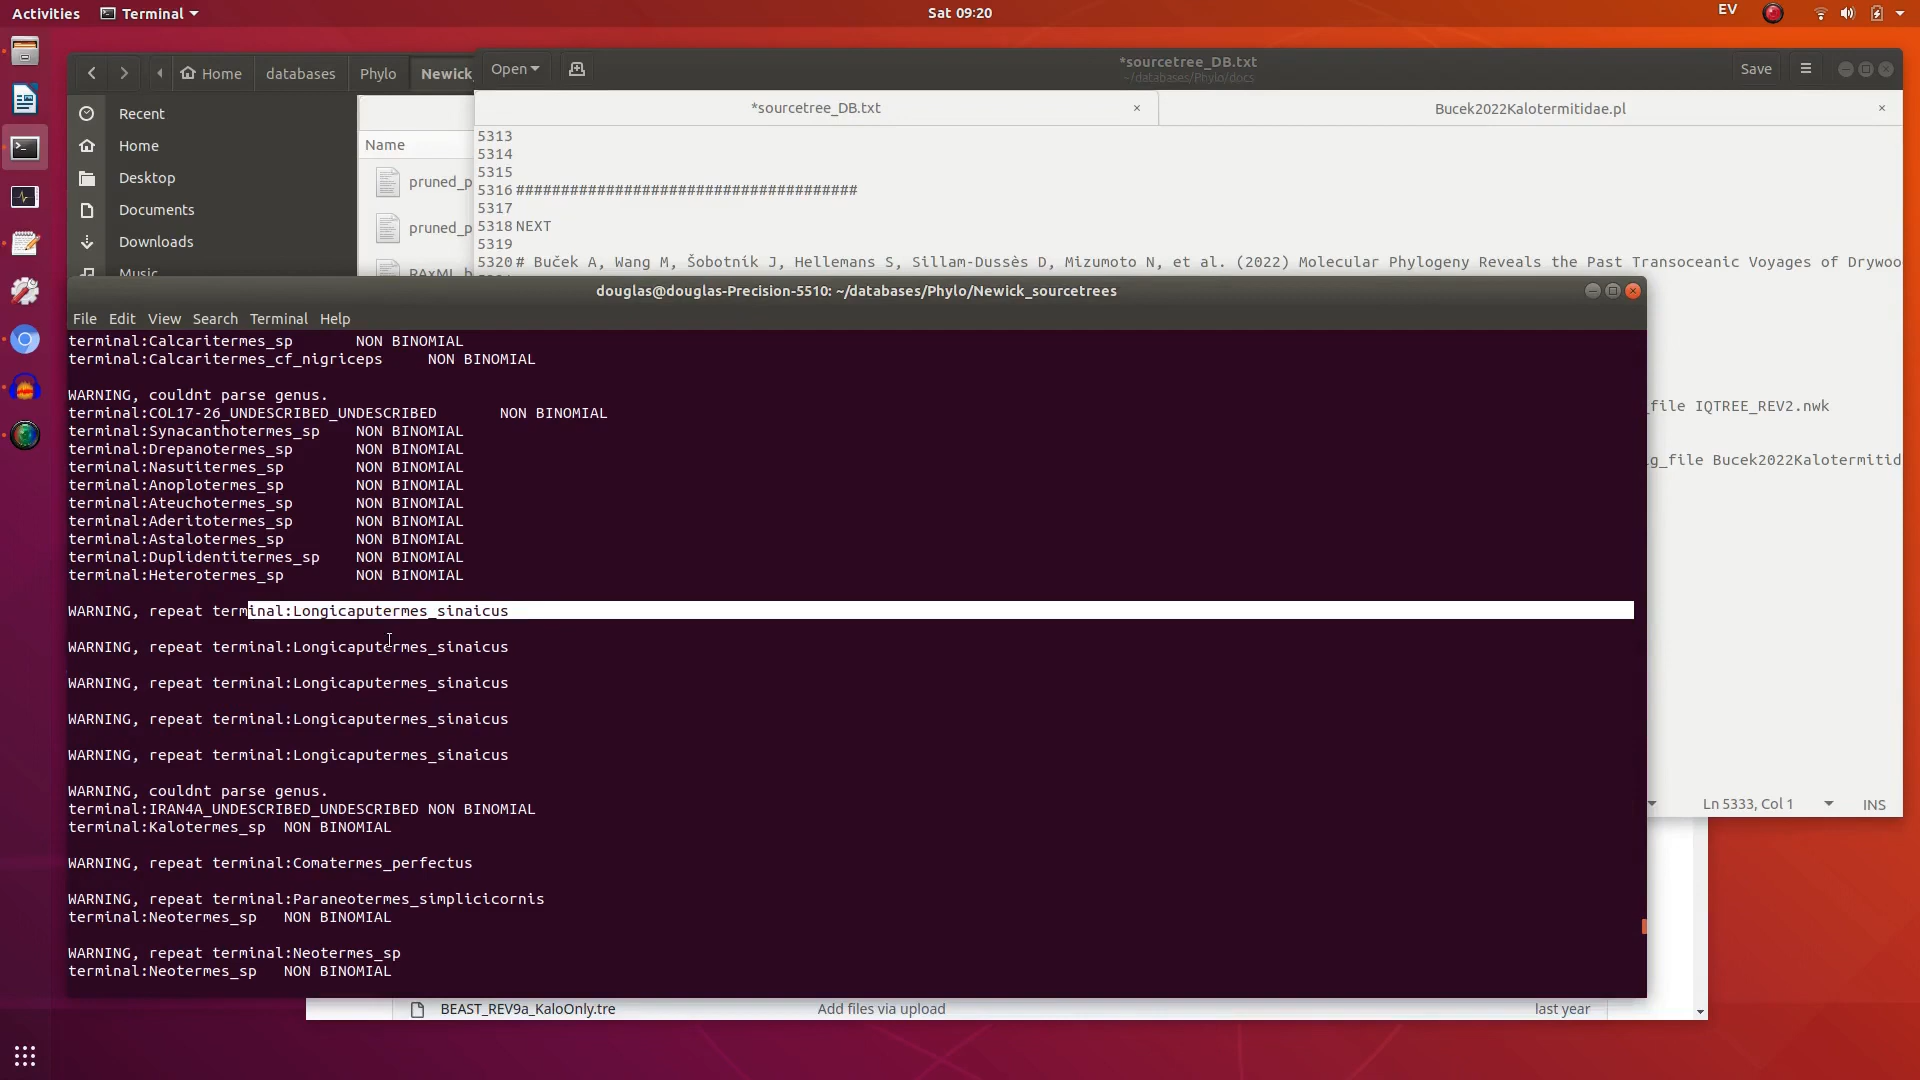 Activities Terminal Sat 09:20 EV
Home databases Phylo Newick
Open *sourcetree_DB.txt Save
~/databases/Phylo/docs
*sourcetree_DB.txt × Bucek2022Kalotermitidae.pl ×
Recent
Home
Desktop
Documents
Downloads
Music
Name
pruned_p
pruned_p
5313
5314
5315
5316 ######################################
5317
5318 NEXT
5319
5320 # Buček A, Wang M, Šobotník J, Hellemans S, Sillam-Dussès D, Mizumoto N, et al. (2022) Molecular Phylogeny Reveals the Past Transoceanic Voyages of Drywoo
_file IQTREE_REV2.nwk
g_file Bucek2022Kalotermitid
Ln 5333, Col 1 INS
douglas@douglas-Precision-5510: ~/databases/Phylo/Newick_sourcetrees
File Edit View Search Terminal Help
terminal:Calcaritermes_sp NON BINOMIAL
terminal:Calcaritermes_cf_nigriceps NON BINOMIAL
WARNING, couldnt parse genus.
terminal:COL17-26_UNDESCRIBED_UNDESCRIBED NON BINOMIAL
terminal:Synacanthotermes_sp NON BINOMIAL
terminal:Drepanotermes_sp NON BINOMIAL
terminal:Nasutitermes_sp NON BINOMIAL
terminal:Anoplotermes_sp NON BINOMIAL
terminal:Ateuchotermes_sp NON BINOMIAL
terminal:Aderitotermes_sp NON BINOMIAL
terminal:Astalotermes_sp NON BINOMIAL
terminal:Duplidentitermes_sp NON BINOMIAL
terminal:Heterotermes_sp NON BINOMIAL
WARNING, repeat terminal:Longicaputermes_sinaicus
WARNING, repeat terminal:Longicaputermes_sinaicus
WARNING, repeat terminal:Longicaputermes_sinaicus
WARNING, repeat terminal:Longicaputermes_sinaicus
WARNING, repeat terminal:Longicaputermes_sinaicus
WARNING, couldnt parse genus.
terminal:IRAN4A_UNDESCRIBED_UNDESCRIBED NON BINOMIAL
terminal:Kalotermes_sp NON BINOMIAL
WARNING, repeat terminal:Comatermes_perfectus
WARNING, repeat terminal:Paraneotermes_simplicicornis
terminal:Neotermes_sp NON BINOMIAL
WARNING, repeat terminal:Neotermes_sp
terminal:Neotermes_sp NON BINOMIAL
BEAST_REV9a_KaloOnly.tre Add files via upload last year